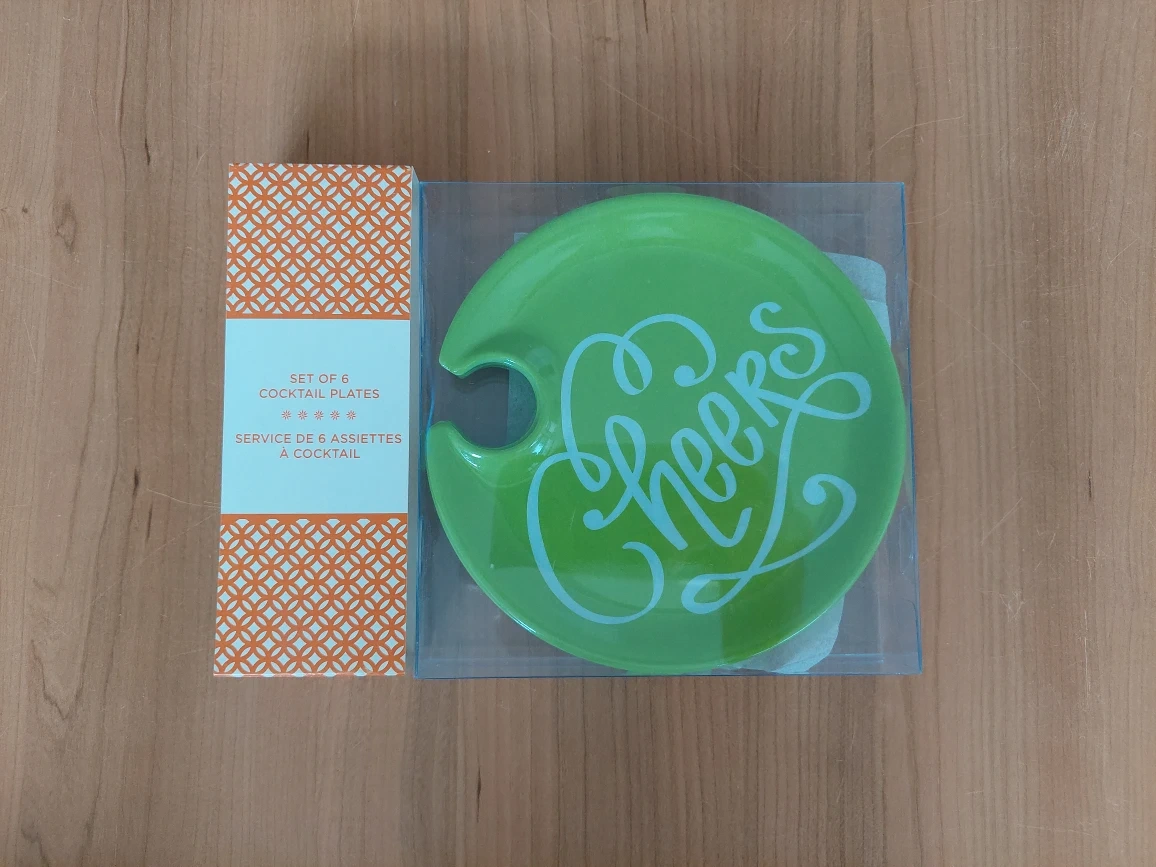 SET OF 6
COCKTAIL PLATES
SERVICE DE 6 ASSIETTES
À COCKTAIL
Cheers